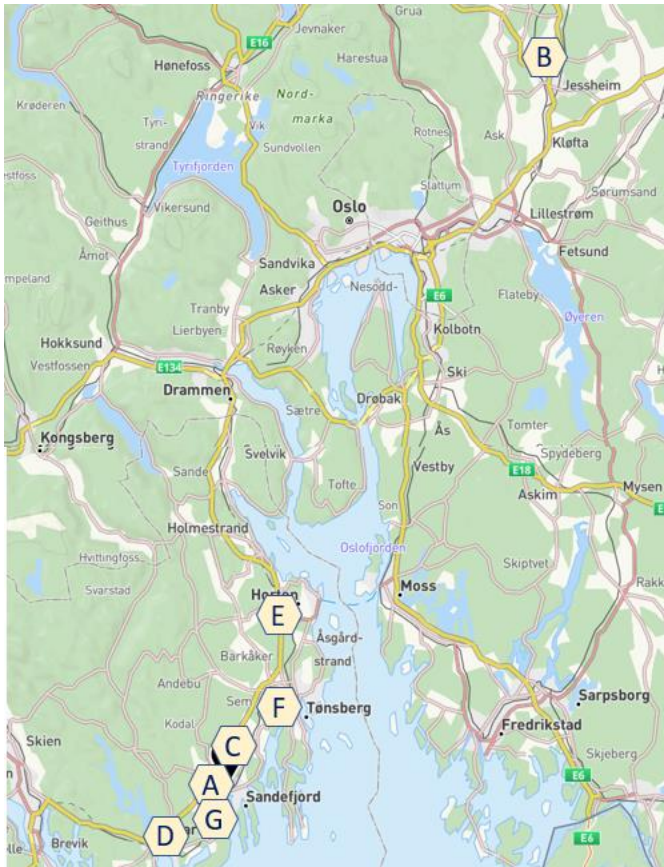 Grua
E16
Jevnaker
B
Hønefoss
Harestua
Jessheim
Nord-
marka
Ringerike
Krøderen
Tyri-
strand
Vik
Sundvollen
Rotnes
Ask
Kløfta
Tyrifjorden
Slattum
Sørumsand
Vikersund
Oslo
Lillestrøm
Geithus
Åmot
Sandvika
Fetsund
Asker
Nesodd-
E6
Flateby
Øyeren
Tranby
Lierbyen
Kolbotn
Hokksund
Røyken
Vestfossen
E134
Ski
Drammen
Drøbak
Sætre
Ås
Tomter
Kongsberg
Svelvik
Spydeberg
Vestby
E18
Sande
Tofte
Askim
Mysen
Son
Holmestrand
Oslofjorden
Hvittingfoss
Skiptvet
Svarstad
Moss
Rakk
Horten
E
Åsgård-
strand
Barkåker
Andebu
Sem
F
Sarpsborg
Kodal
Tønsberg
Skien
C
Fredrikstad
Skjeberg
A
E6
Sandefjord
G
D
Brevik
E6